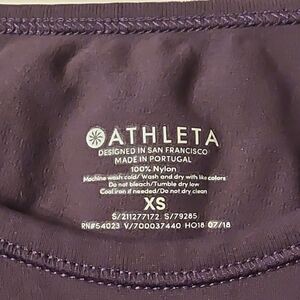 ATHLETA
DESIGNED IN SAN FRANCISCO
MADE IN PORTUGAL
100% Nylon
Machine wash cold/ Wash and dry with like colors
Do not bleach/Tumble dry low
Cool iron if needed/Do not dry clean
XS
S/211277172 S/79285
RN#54023 V/700037440 HO18 07/18